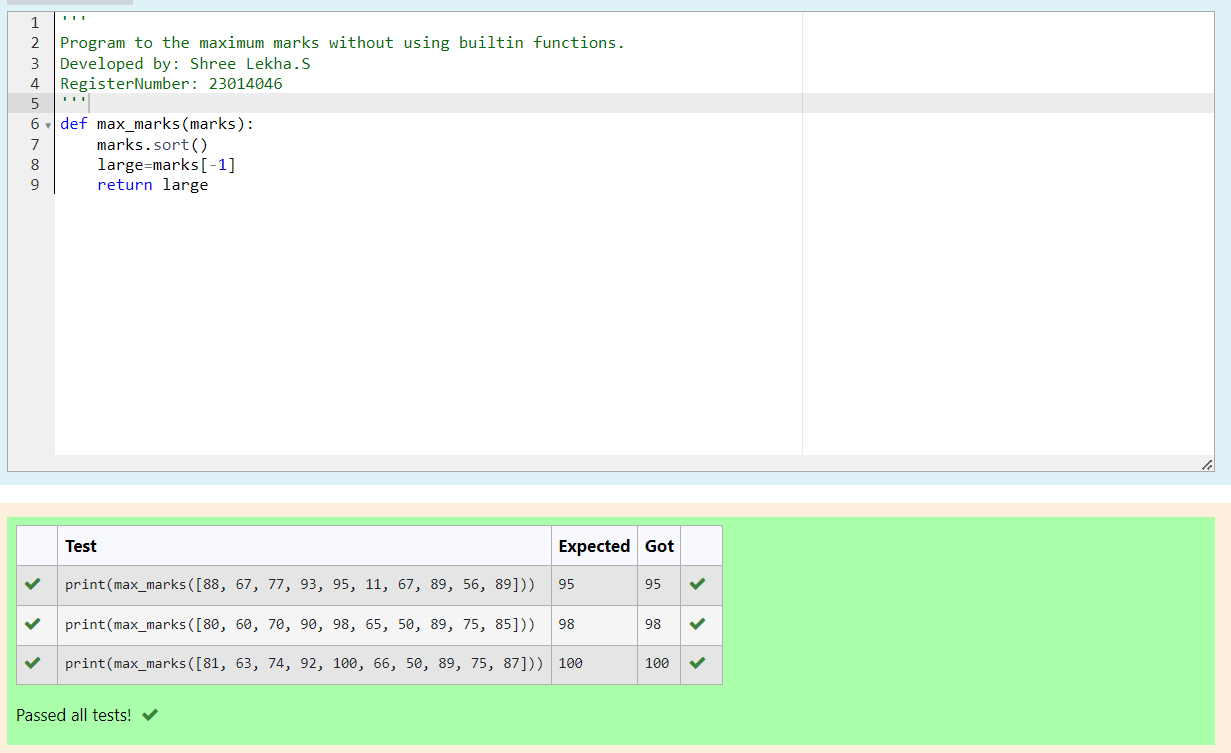 1 '''
2 Program to the maximum marks without using builtin functions.
3 Developed by: Shree Lekha.S
4 RegisterNumber: 23014046
5 '''
6 def max_marks(marks):
7     marks.sort()
8     large=marks[-1]
9     return large
Test Expected Got
print(max_marks([88, 67, 77, 93, 95, 11, 67, 89, 56, 89])) 95 95
print(max_marks([80, 60, 70, 90, 98, 65, 50, 89, 75, 85])) 98 98
print(max_marks([81, 63, 74, 92, 100, 66, 50, 89, 75, 87])) 100 100
Passed all tests!